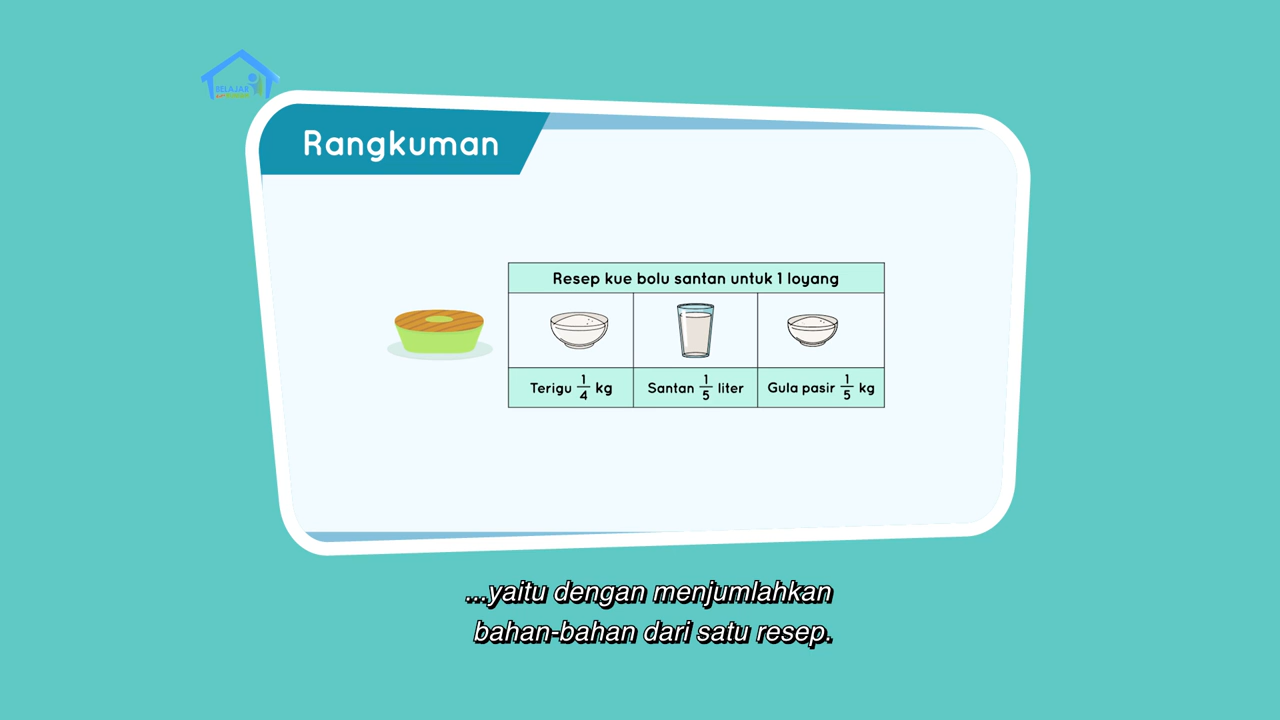 BELAJAR
Rangkuman
Resep kue bolu santan untuk 1 loyang
Terigu 1/4 kg
Santan 1/5 liter
Gula pasir 1/5 kg
...yaitu dengan menjumlahkan
bahan-bahan dari satu resep.